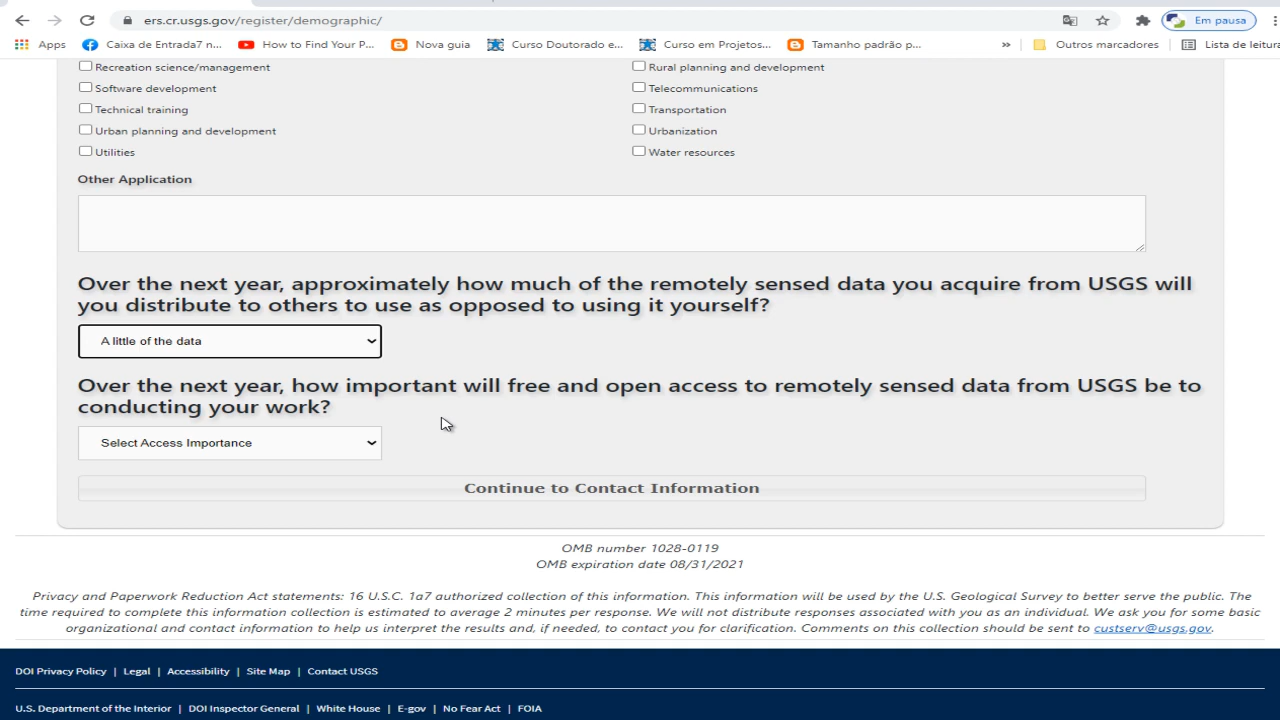 ers.cr.usgs.gov/register/demographic/
Em pausa
Apps
Caixa de Entrada7 n...
How to Find Your P...
Nova guia
Curso Doutorado e...
Curso em Projetos...
Tamanho padrão p...
»
Outros marcadores
Lista de leitura
Recreation science/management
Rural planning and development
Software development
Telecommunications
Technical training
Transportation
Urban planning and development
Urbanization
Utilities
Water resources
Other Application
Over the next year, approximately how much of the remotely sensed data you acquire from USGS will
you distribute to others to use as opposed to using it yourself?
A little of the data
Over the next year, how important will free and open access to remotely sensed data from USGS be to
conducting your work?
Select Access Importance
Continue to Contact Information
OMB number 1028-0119
OMB expiration date 08/31/2021
Privacy and Paperwork Reduction Act statements: 16 U.S.C. 1a7 authorized collection of this information. This information will be used by the U.S. Geological Survey to better serve the public. The
time required to complete this information collection is estimated to average 2 minutes per response. We will not distribute responses associated with you as an individual. We ask you for some basic
organizational and contact information to help us interpret the results and, if needed, to contact you for clarification. Comments on this collection should be sent to custserv@usgs.gov.
DOI Privacy Policy | Legal | Accessibility | Site Map | Contact USGS
U.S. Department of the Interior | DOI Inspector General | White House | E-gov | No Fear Act | FOIA